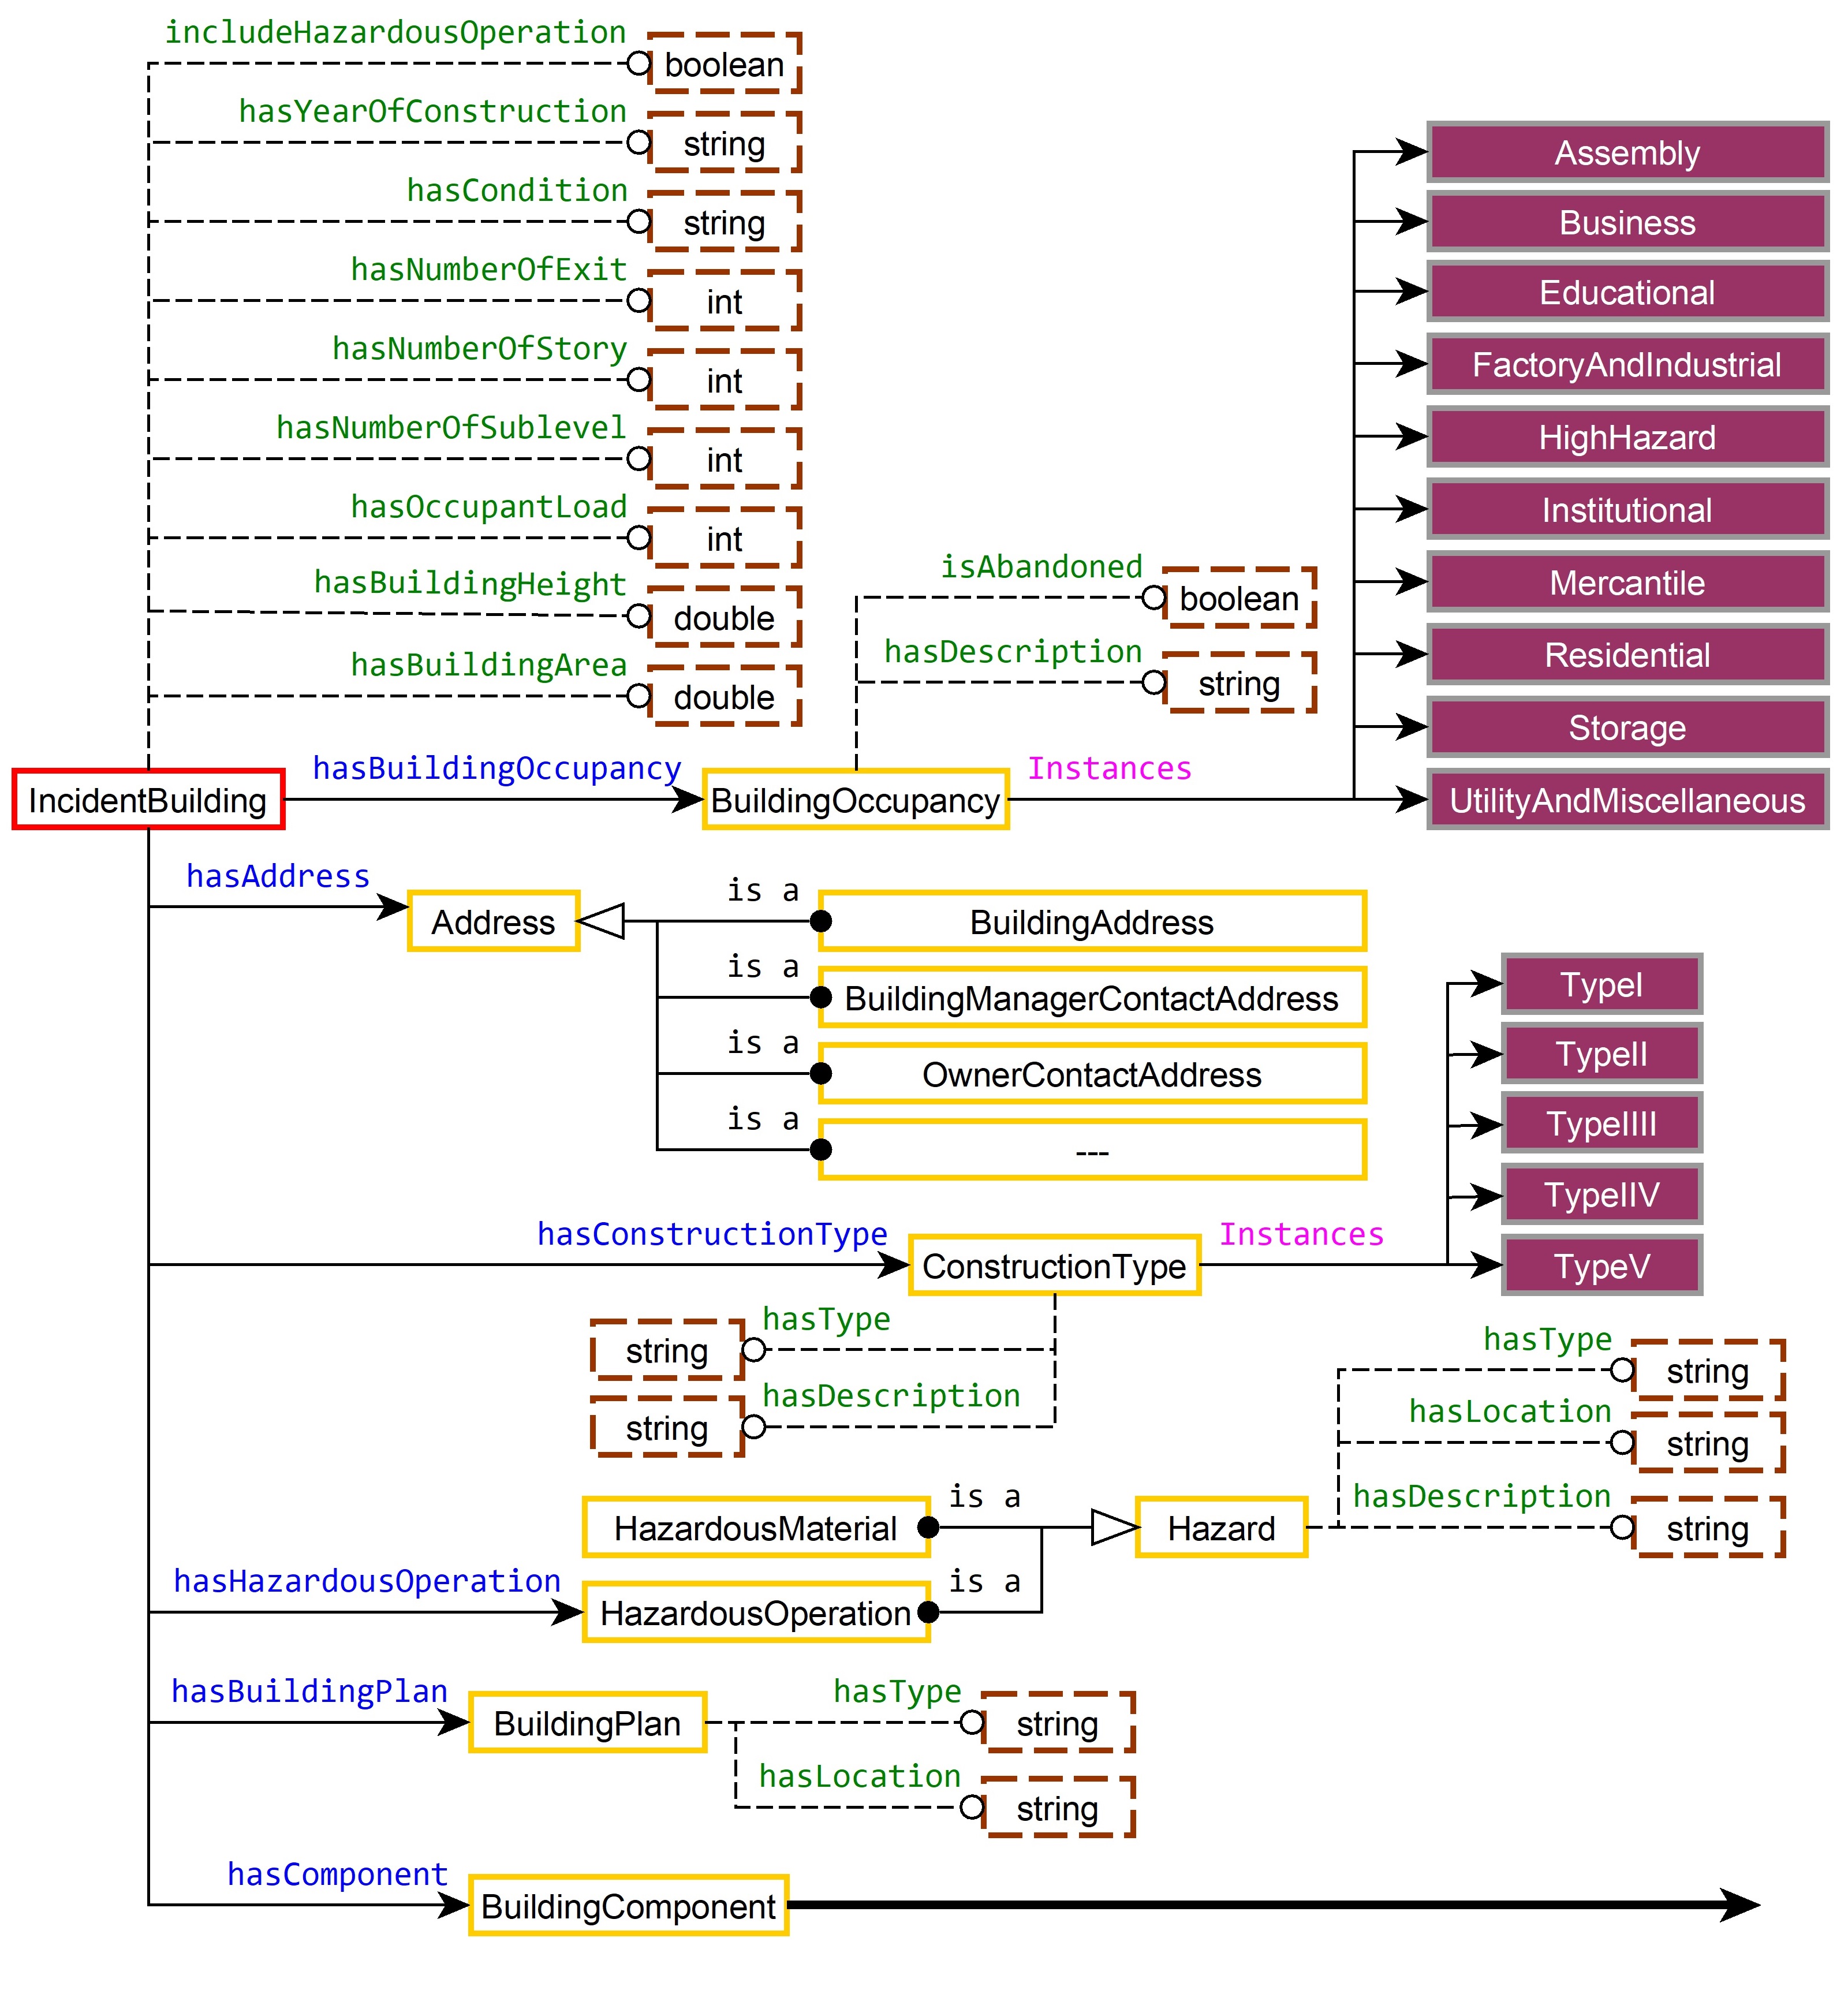 includeHazardousOperation
boolean
hasYearOfConstruction
string
hasCondition
string
hasNumberOfExit
int
hasNumberOfStory
int
hasNumberOfSublevel
int
hasOccupantLoad
int
hasBuildingHeight
double
hasBuildingArea
double
isAbandoned
boolean
hasDescription
string
Assembly
Business
Educational
FactoryAndIndustrial
HighHazard
Institutional
Mercantile
Residential
Storage
UtilityAndMiscellaneous
IncidentBuilding
hasBuildingOccupancy
BuildingOccupancy
Instances
hasAddress
Address
is a
BuildingAddress
is a
BuildingManagerContactAddress
is a
OwnerContactAddress
is a
---
hasConstructionType
ConstructionType
Instances
TypeI
TypeII
TypeIIII
TypeIIV
TypeV
hasType
string
hasDescription
string
hasType
string
hasLocation
string
hasDescription
string
HazardousMaterial
is a
Hazard
hasHazardousOperation
HazardousOperation
is a
hasBuildingPlan
BuildingPlan
hasType
string
hasLocation
string
hasComponent
BuildingComponent